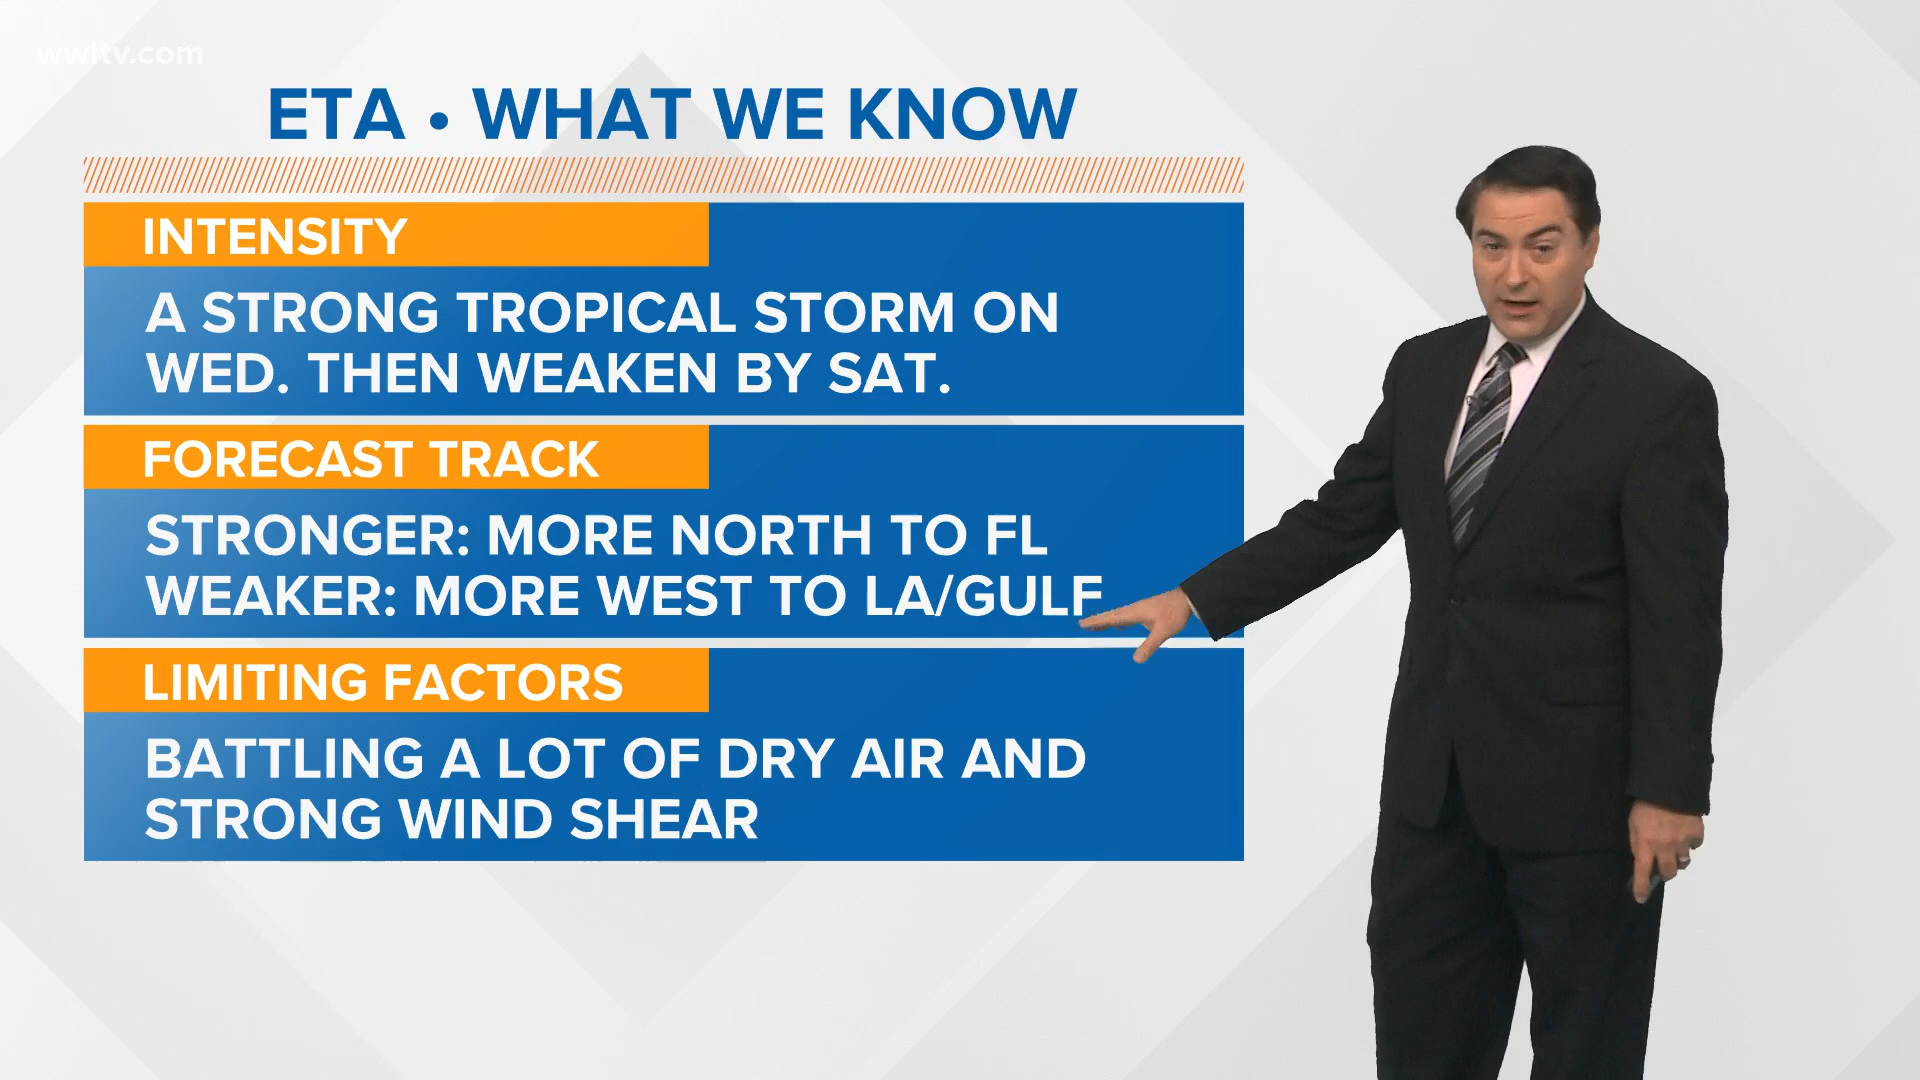 wwltv.com
ETA • WHAT WE KNOW
INTENSITY
A STRONG TROPICAL STORM ON
WED. THEN WEAKEN BY SAT.
FORECAST TRACK
STRONGER: MORE NORTH TO FL
WEAKER: MORE WEST TO LA/GULF
LIMITING FACTORS
BATTLING A LOT OF DRY AIR AND
STRONG WIND SHEAR